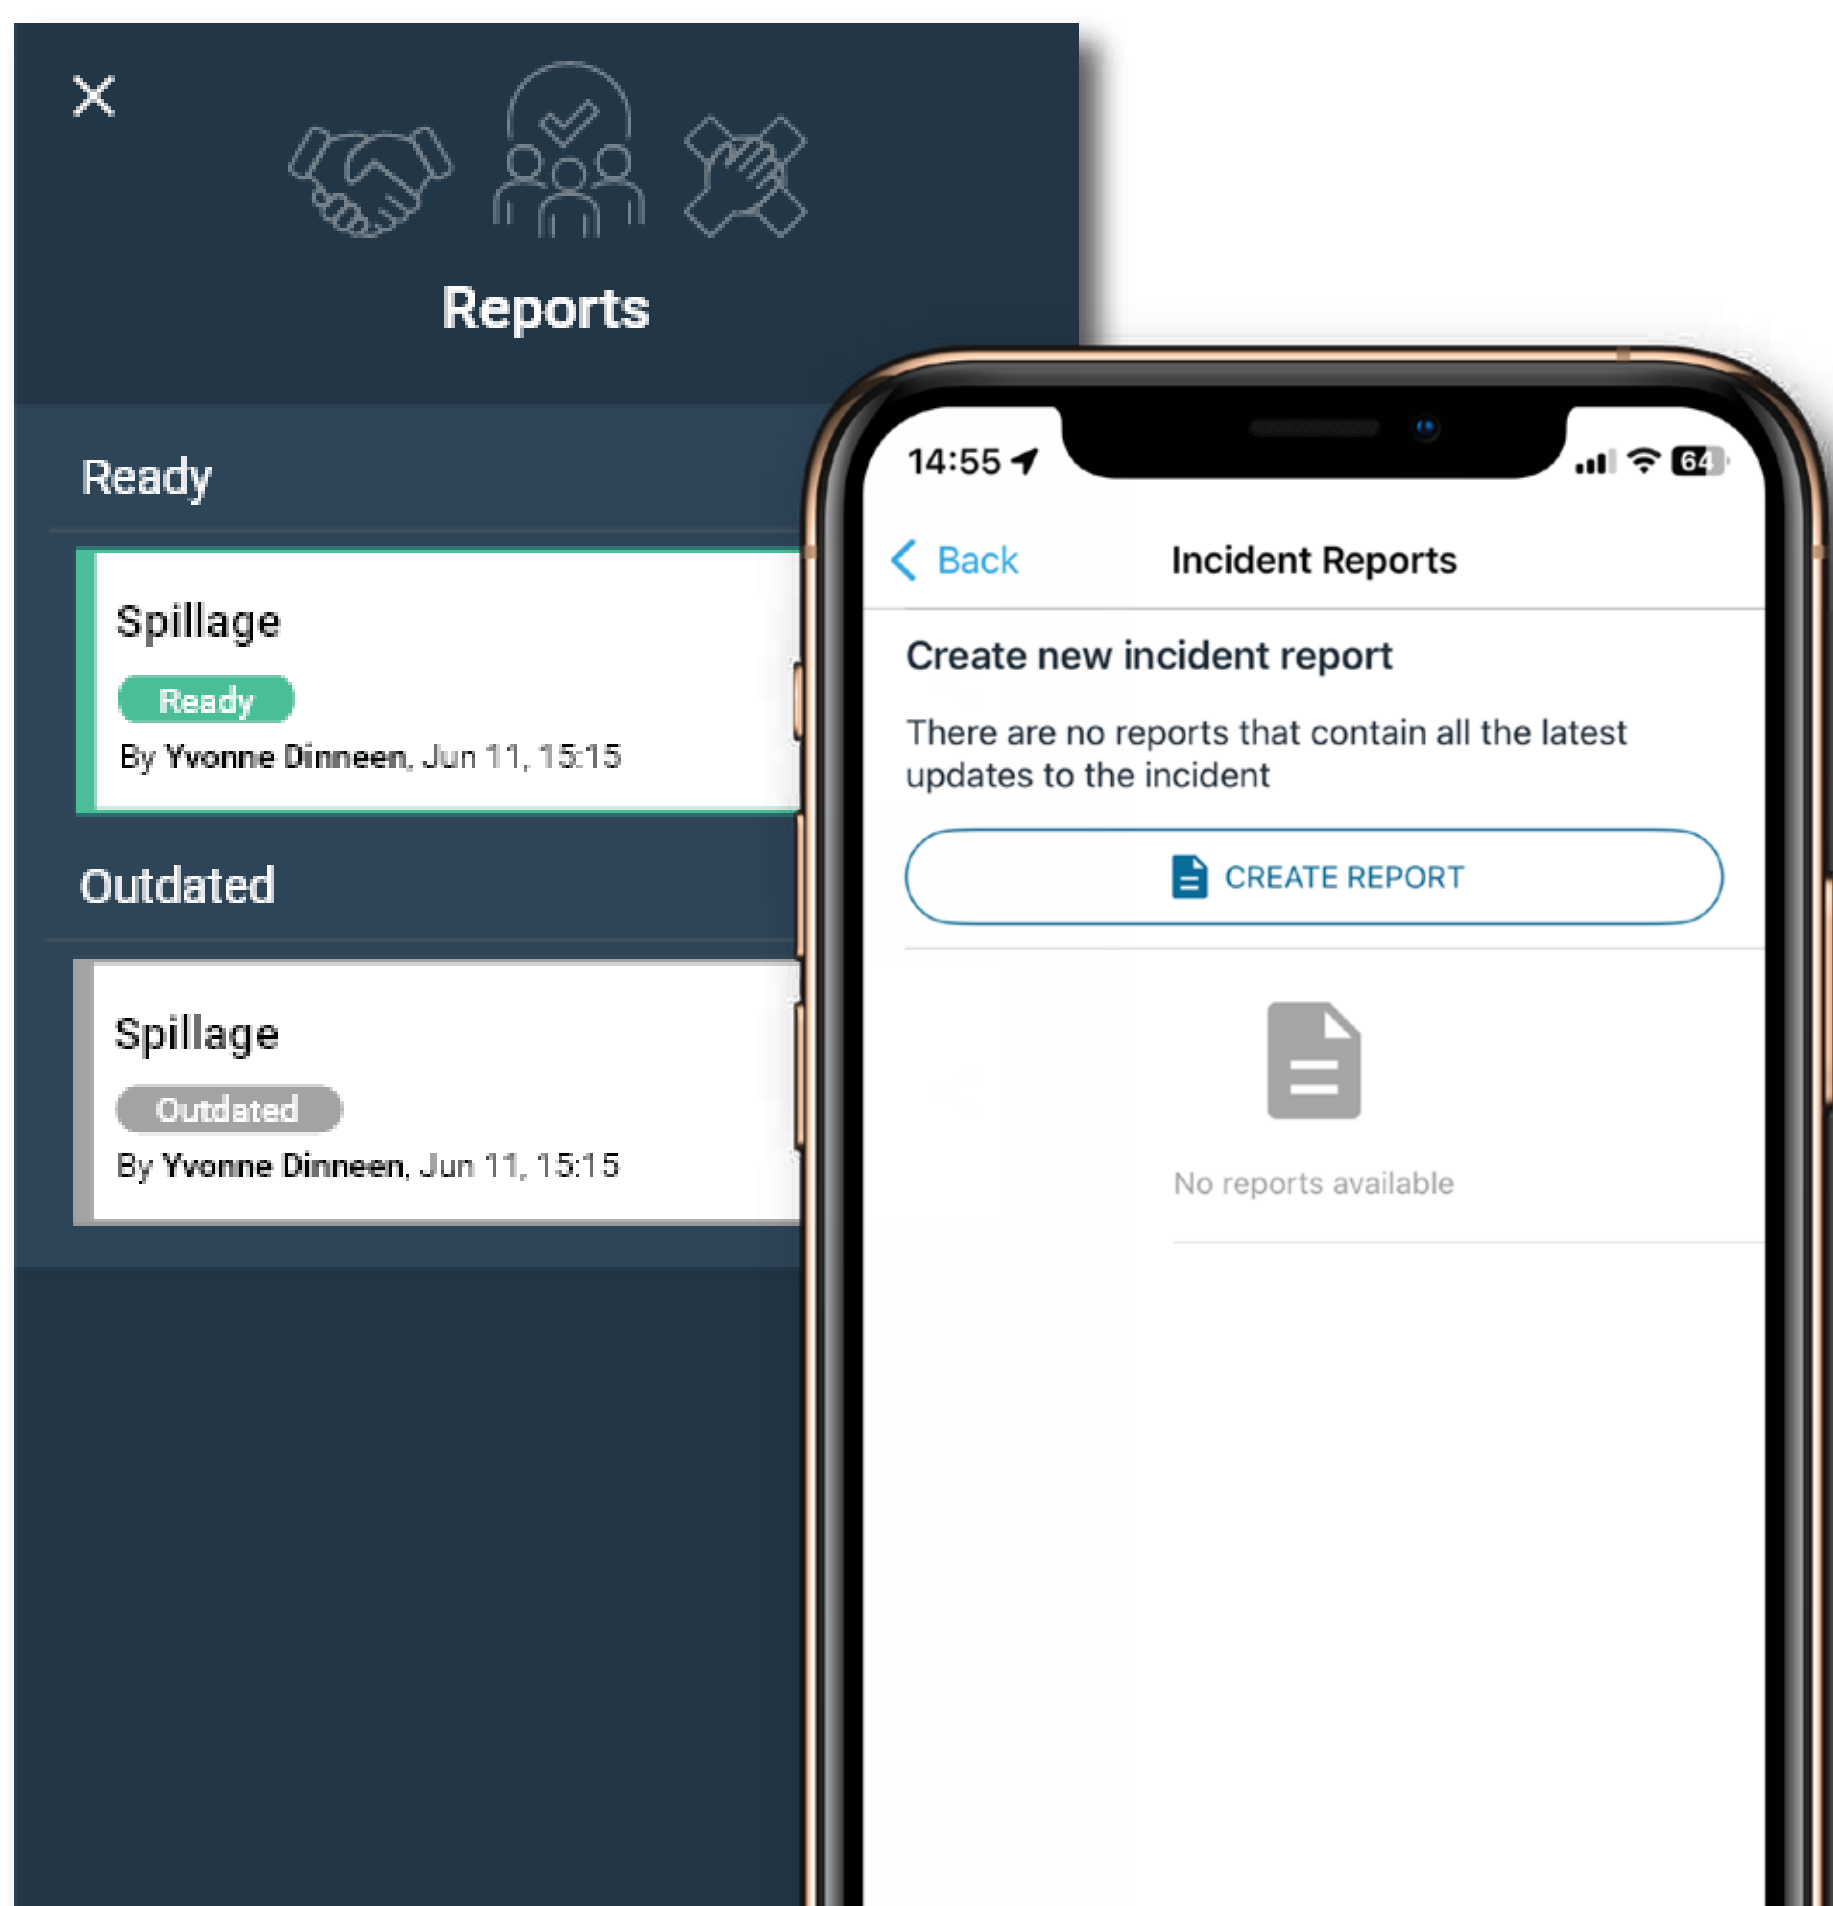 Reports
Ready
Spillage
Ready
By Yvonne Dinneen, Jun 11, 15:15
Outdated
Spillage
Outdated
By Yvonne Dinneen, Jun 11, 15:15
14:55
64
Back
Incident Reports
Create new incident report
There are no reports that contain all the latest
updates to the incident
CREATE REPORT
No reports available